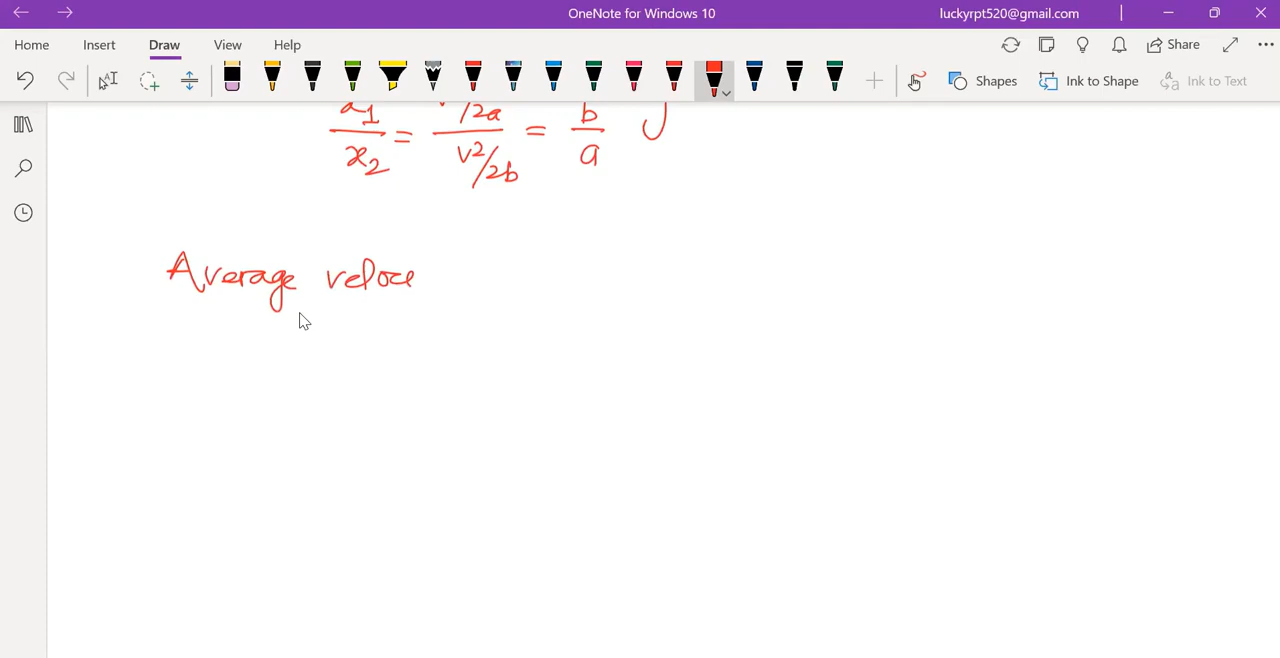 OneNote for Windows 10
luckyrpt520@gmail.com
Home Insert Draw View Help
Share
Shapes
Ink to Shape
Ink to Text
x1/x2 = v²/2a / v²/2b = b/a
Average veloce